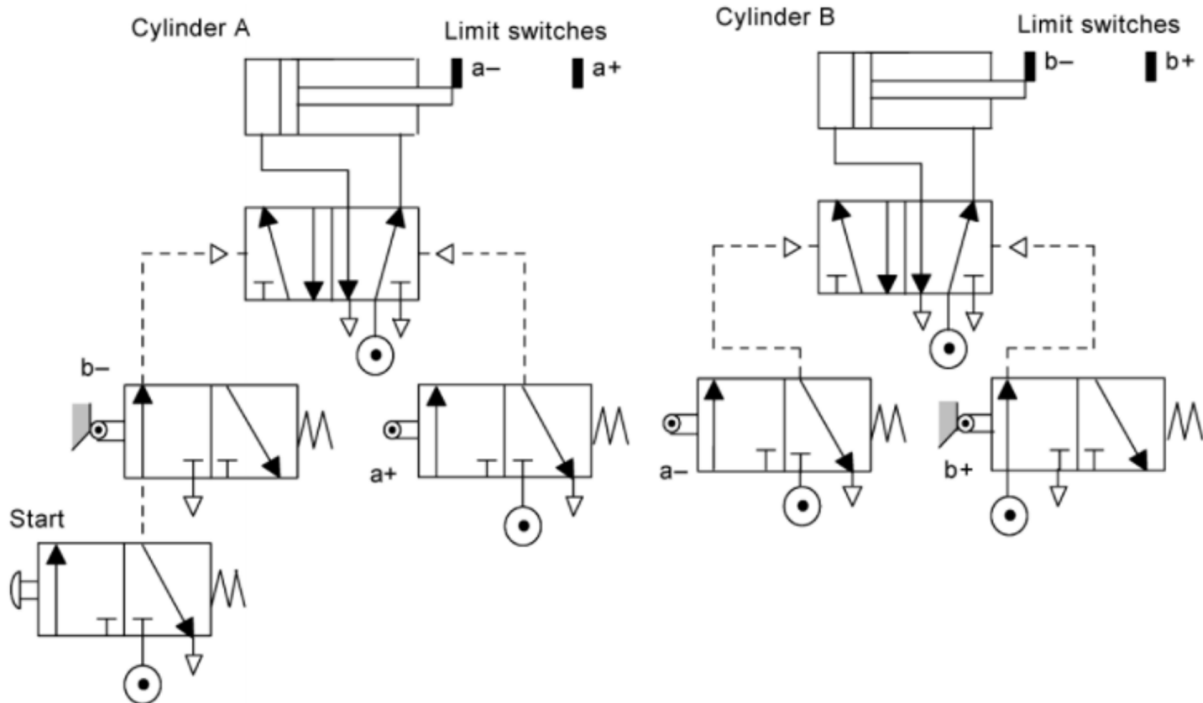 Cylinder A
Limit switches
a– a+
Cylinder B
Limit switches
b– b+
b–
a+
a–
b+
Start